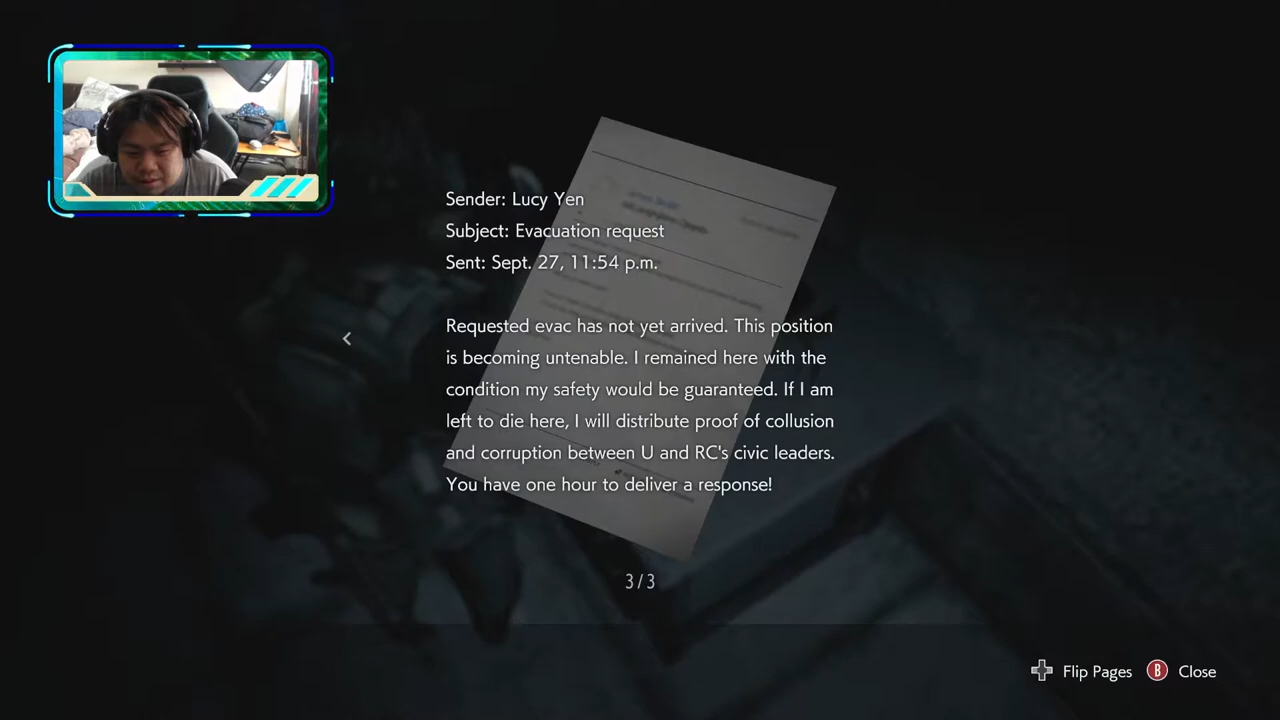 Sender: Lucy Yen
Subject: Evacuation request
Sent: Sept. 27, 11:54 p.m.
Requested evac has not yet arrived. This position
is becoming untenable. I remained here with the
condition my safety would be guaranteed. If I am
left to die here, I will distribute proof of collusion
and corruption between U and RC's civic leaders.
You have one hour to deliver a response!
3/3
Flip Pages B Close